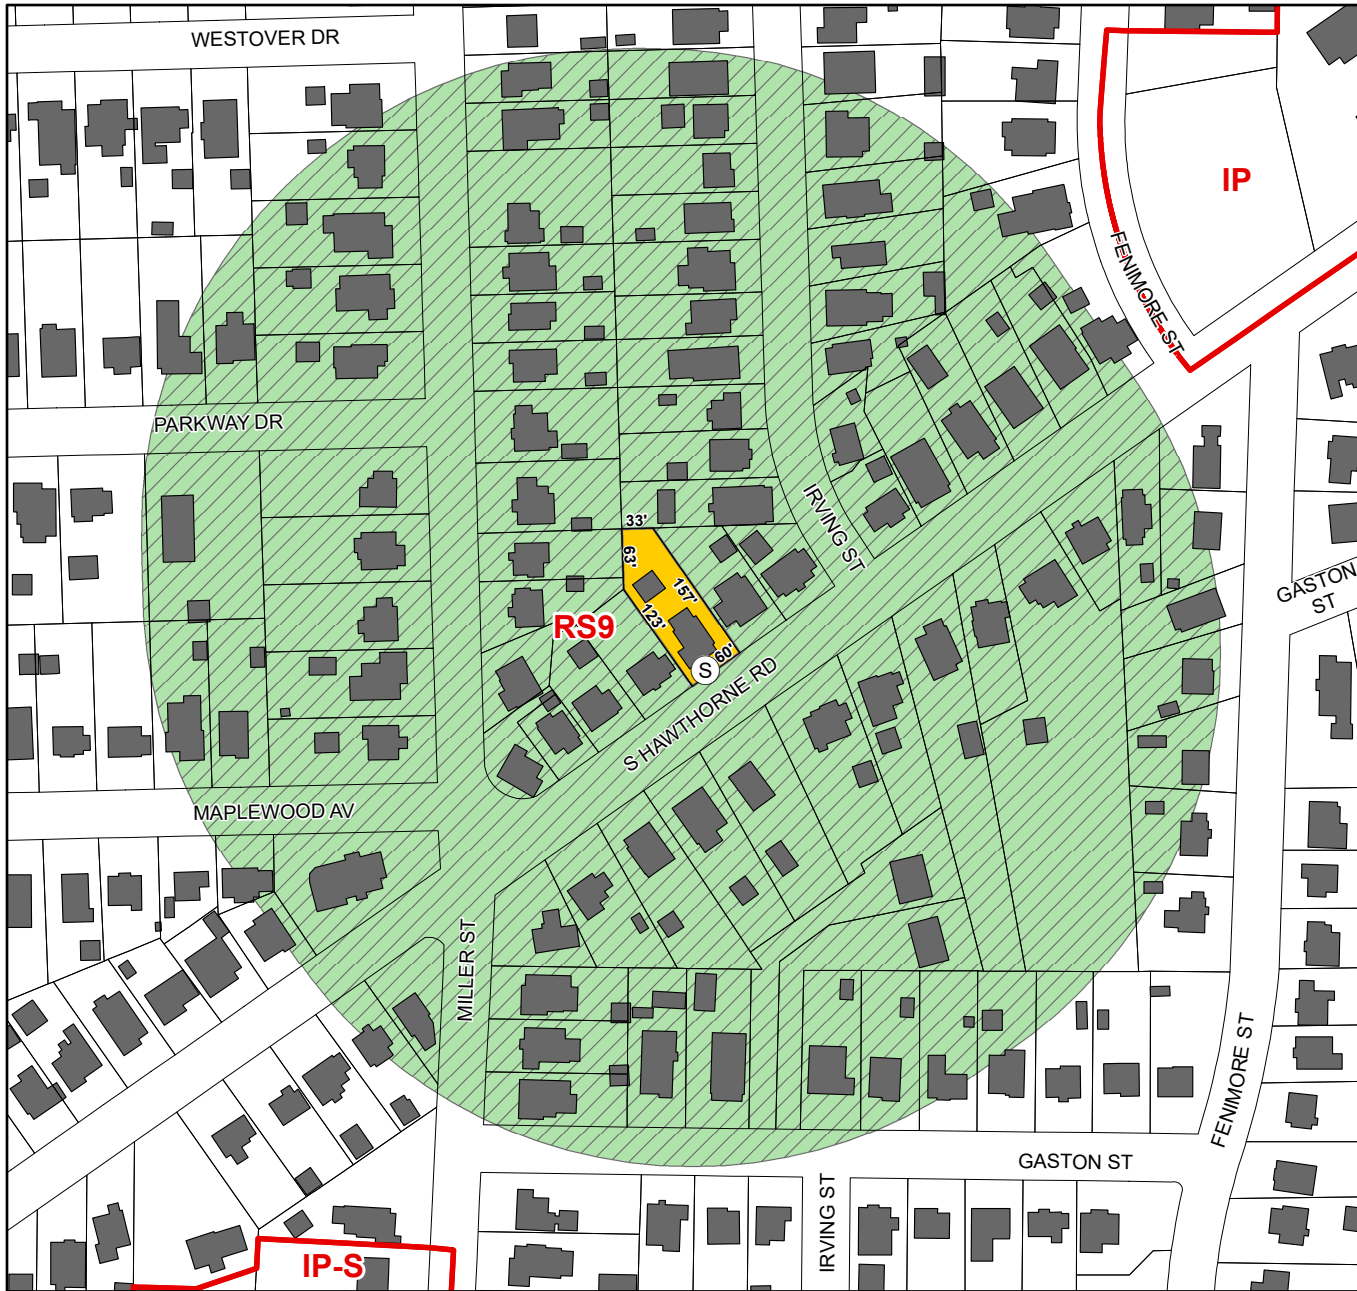 WESTOVER DR
IP
FENIMORE ST
PARKWAY DR
IRVING ST
33'
63'
157'
123'
60'
RS9
S
S HAWTHORNE RD
GASTON
ST
MAPLEWOOD AV
MILLER ST
FENIMORE ST
GASTON ST
IRVING ST
IP-S